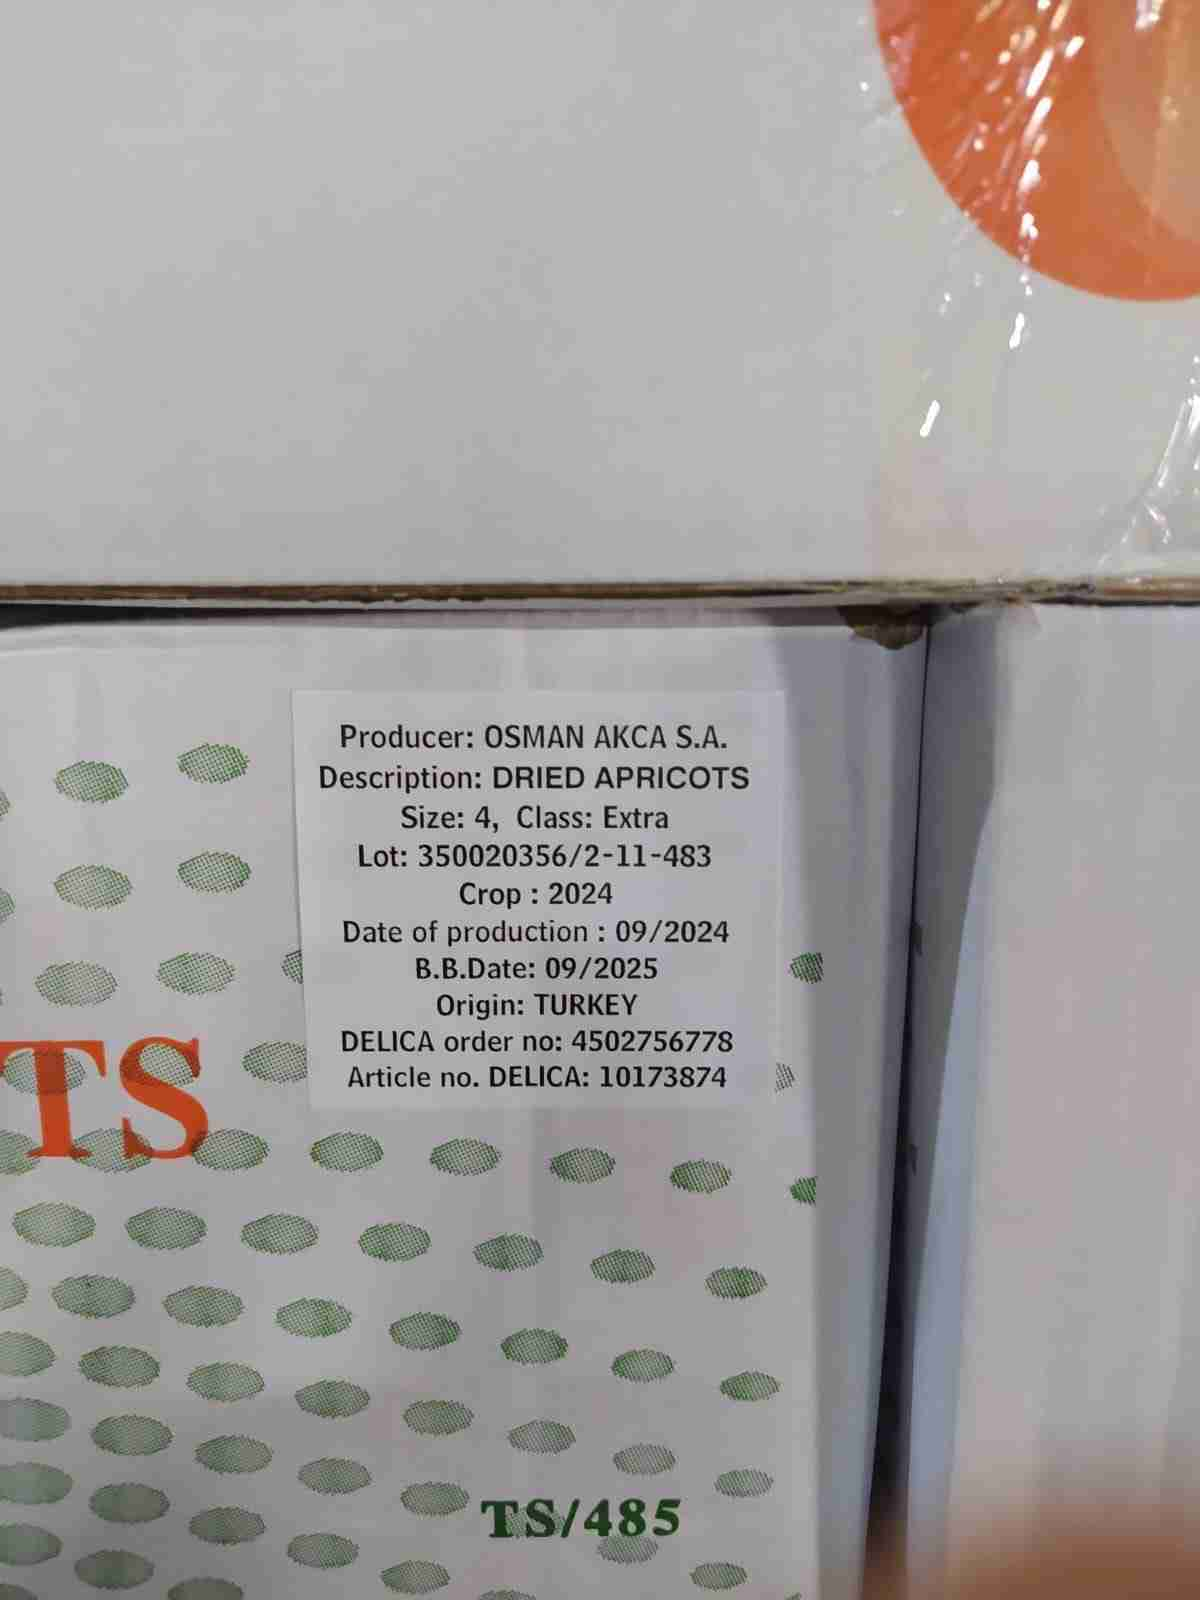 Producer: OSMAN AKCA S.A.
Description: DRIED APRICOTS
Size: 4, Class: Extra
Lot: 350020356/2-11-483
Crop : 2024
Date of production : 09/2024
B.B.Date: 09/2025
Origin: TURKEY
DELICA order no: 4502756778
Article no. DELICA: 10173874
TS
TS/485